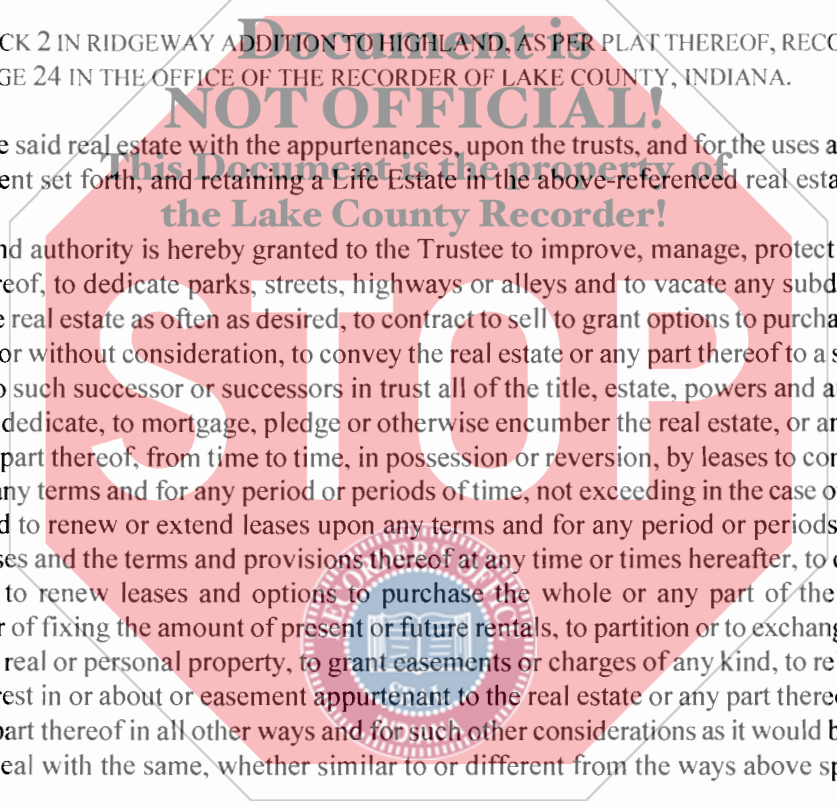 CK 2 IN RIDGEWAY ADDITION TO HIGHLAND, AS PER PLAT THEREOF, RECO
GE 24 IN THE OFFICE OF THE RECORDER OF LAKE COUNTY, INDIANA.
e said real estate with the appurtenances, upon the trusts, and for the uses a
ent set forth, and retaining a Life Estate in the above-referenced real esta
nd authority is hereby granted to the Trustee to improve, manage, protect
reof, to dedicate parks, streets, highways or alleys and to vacate any subd
e real estate as often as desired, to contract to sell to grant options to purcha
or without consideration, to convey the real estate or any part thereof to a s
o such successor or successors in trust all of the title, estate, powers and a
dedicate, to mortgage, pledge or otherwise encumber the real estate, or an
part thereof, from time to time, in possession or reversion, by leases to com
any terms and for any period or periods of time, not exceeding in the case o
d to renew or extend leases upon any terms and for any period or periods
ses and the terms and provisions thereof at any time or times hereafter, to c
to renew leases and options to purchase the whole or any part of the
r of fixing the amount of present or future rentals, to partition or to exchang
real or personal property, to grant easements or charges of any kind, to re
rest in or about or easement appurtenant to the real estate or any part there
part thereof in all other ways and for such other considerations as it would b
eal with the same, whether similar to or different from the ways above sp
Document is
NOT OFFICIAL!
This Document is the property of
the Lake County Recorder!
STOP
RECORDER'S OFFICE
SEAL
INDIANA